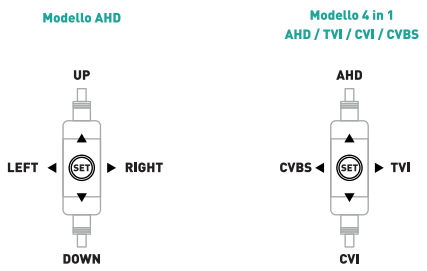 Modello AHD
UP
LEFT
SET
RIGHT
DOWN
Modello 4 in 1
AHD / TVI / CVI / CVBS
AHD
CVBS
SET
TVI
CVI